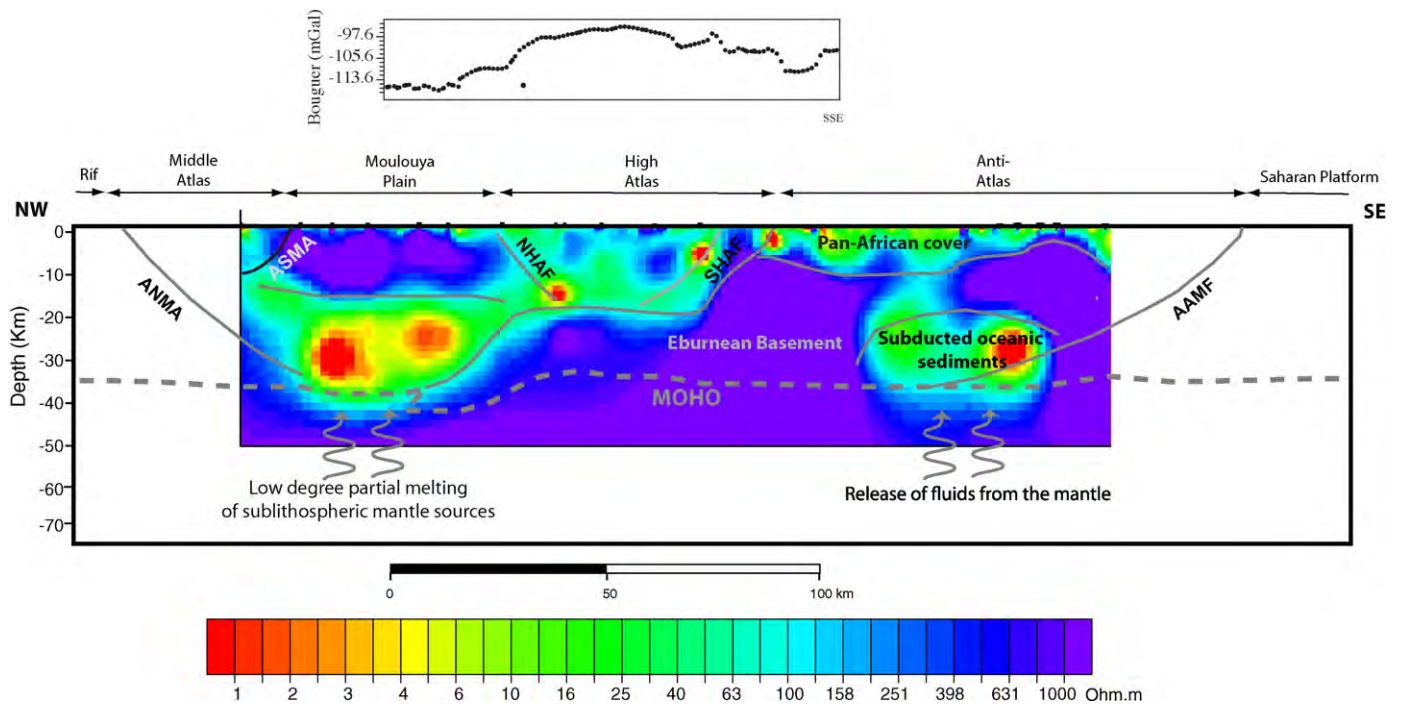 Bouguer (mGal)
-97.6
-105.6
-113.6
SSE
Rif
Middle
Atlas
Moulouya
Plain
High
Atlas
Anti-
Atlas
Saharan Platform
NW
SE
Depth (Km)
0
-10
-20
-30
-40
-50
-60
-70
ANMA
ASMA
NHAF
SHAF
AAMF
Pan-African cover
Eburnean Basement
Subducted oceanic
sediments
MOHO
?
Low degree partial melting
of sublithospheric mantle sources
Release of fluids from the mantle
0
50
100 km
1 2 3 4 6 10 16 25 40 63 100 158 251 398 631 1000 Ohm.m